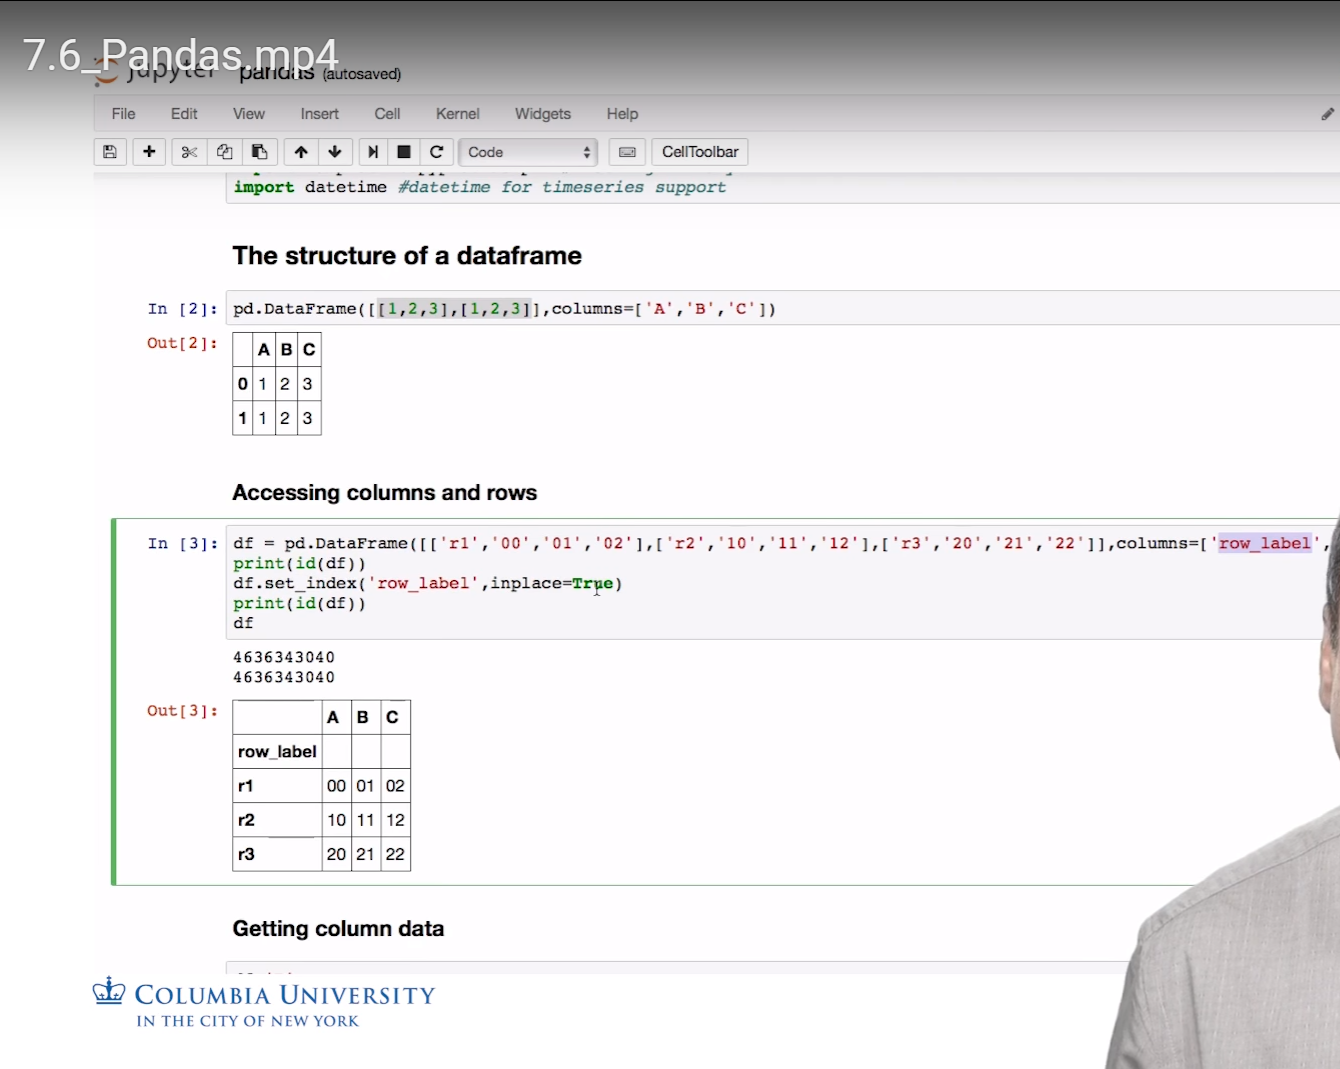 7.6_Pandas.mp4
jupyter pandas (autosaved)
File Edit View Insert Cell Kernel Widgets Help
Code CellToolbar
import datetime #datetime for timeseries support
The structure of a dataframe
In [2]: pd.DataFrame([[1,2,3],[1,2,3]],columns=['A','B','C'])
Out[2]:
A B C
0 1 2 3
1 1 2 3
Accessing columns and rows
In [3]: df = pd.DataFrame([['r1','00','01','02'],['r2','10','11','12'],['r3','20','21','22']],columns=['row_label',
print(id(df))
df.set_index('row_label',inplace=True)
print(id(df))
df
4636343040
4636343040
Out[3]:
A B C
row_label
r1 00 01 02
r2 10 11 12
r3 20 21 22
Getting column data
COLUMBIA UNIVERSITY
IN THE CITY OF NEW YORK